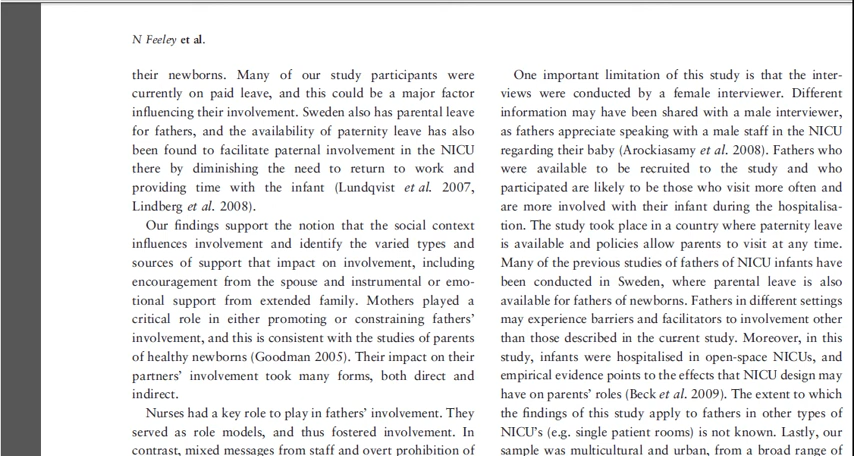 N Feeley et al.
their newborns. Many of our study participants were
currently on paid leave, and this could be a major factor
influencing their involvement. Sweden also has parental leave
for fathers, and the availability of paternity leave has also
been found to facilitate paternal involvement in the NICU
there by diminishing the need to return to work and
providing time with the infant (Lundqvist et al. 2007,
Lindberg et al. 2008).
Our findings support the notion that the social context
influences involvement and identify the varied types and
sources of support that impact on involvement, including
encouragement from the spouse and instrumental or emo-
tional support from extended family. Mothers played a
critical role in either promoting or constraining fathers'
involvement, and this is consistent with the studies of parents
of healthy newborns (Goodman 2005). Their impact on their
partners' involvement took many forms, both direct and
indirect.
Nurses had a key role to play in fathers' involvement. They
served as role models, and thus fostered involvement. In
contrast, mixed messages from staff and overt prohibition of
One important limitation of this study is that the inter-
views were conducted by a female interviewer. Different
information may have been shared with a male interviewer,
as fathers appreciate speaking with a male staff in the NICU
regarding their baby (Arockiasamy et al. 2008). Fathers who
were available to be recruited to the study and who
participated are likely to be those who visit more often and
are more involved with their infant during the hospitalisa-
tion. The study took place in a country where paternity leave
is available and policies allow parents to visit at any time.
Many of the previous studies of fathers of NICU infants have
been conducted in Sweden, where parental leave is also
available for fathers of newborns. Fathers in different settings
may experience barriers and facilitators to involvement other
than those described in the current study. Moreover, in this
study, infants were hospitalised in open-space NICUs, and
empirical evidence points to the effects that NICU design may
have on parents' roles (Beck et al. 2009). The extent to which
the findings of this study apply to fathers in other types of
NICU's (e.g. single patient rooms) is not known. Lastly, our
sample was multicultural and urban, from a broad range of